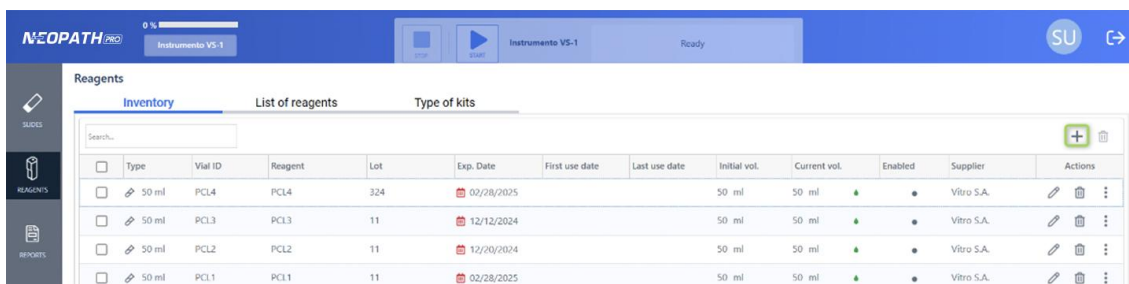 NEOPATH PRO
0 %
Instrumento VS-1
STOP
START
Instrumento VS-1
Ready
SU
SLIDES
REAGENTS
REPORTS
Reagents
Inventory List of reagents Type of kits
Search...
Type Vial ID Reagent Lot Exp. Date First use date Last use date Initial vol. Current vol. Enabled Supplier Actions
50 ml PCL4 PCL4 324 02/28/2025 50 ml 50 ml Vitro S.A.
50 ml PCL3 PCL3 11 12/12/2024 50 ml 50 ml Vitro S.A.
50 ml PCL2 PCL2 11 12/20/2024 50 ml 50 ml Vitro S.A.
50 ml PCL1 PCL1 11 02/28/2025 50 ml 50 ml Vitro S.A.